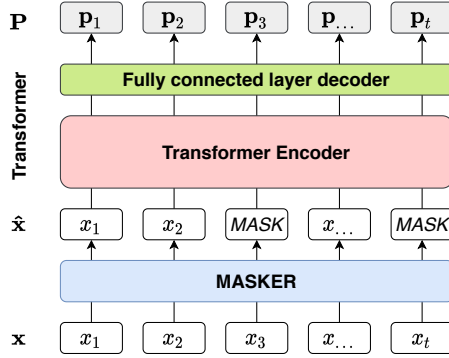 P p₁ p₂ p₃ p… pₜ
Fully connected layer decoder
Transformer
Transformer Encoder
x̂ x₁ x₂ MASK x… MASK
MASKER
x x₁ x₂ x₃ x… xₜ